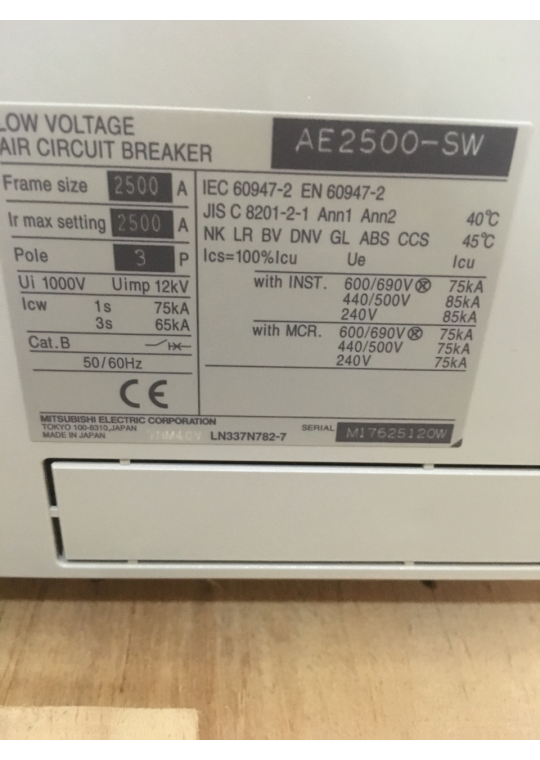 LOW VOLTAGE
AIR CIRCUIT BREAKER
AE2500-SW
Frame size 2500 A
Ir max setting 2500 A
Pole 3 P
Ui 1000V Uimp 12kV
Icw 1s 75kA
3s 65kA
Cat.B
50/60Hz
CE
IEC 60947-2 EN 60947-2
JIS C 8201-2-1 Ann1 Ann2 40℃
NK LR BV DNV GL ABS CCS 45℃
Ics=100%Icu Ue Icu
with INST. 600/690V⊗ 75kA
440/500V 85kA
240V 85kA
with MCR. 600/690V⊗ 75kA
440/500V 75kA
240V 75kA
MITSUBISHI ELECTRIC CORPORATION
TOKYO 100-8310,JAPAN
MADE IN JAPAN
LN337N782-7
SERIAL M1762512OW